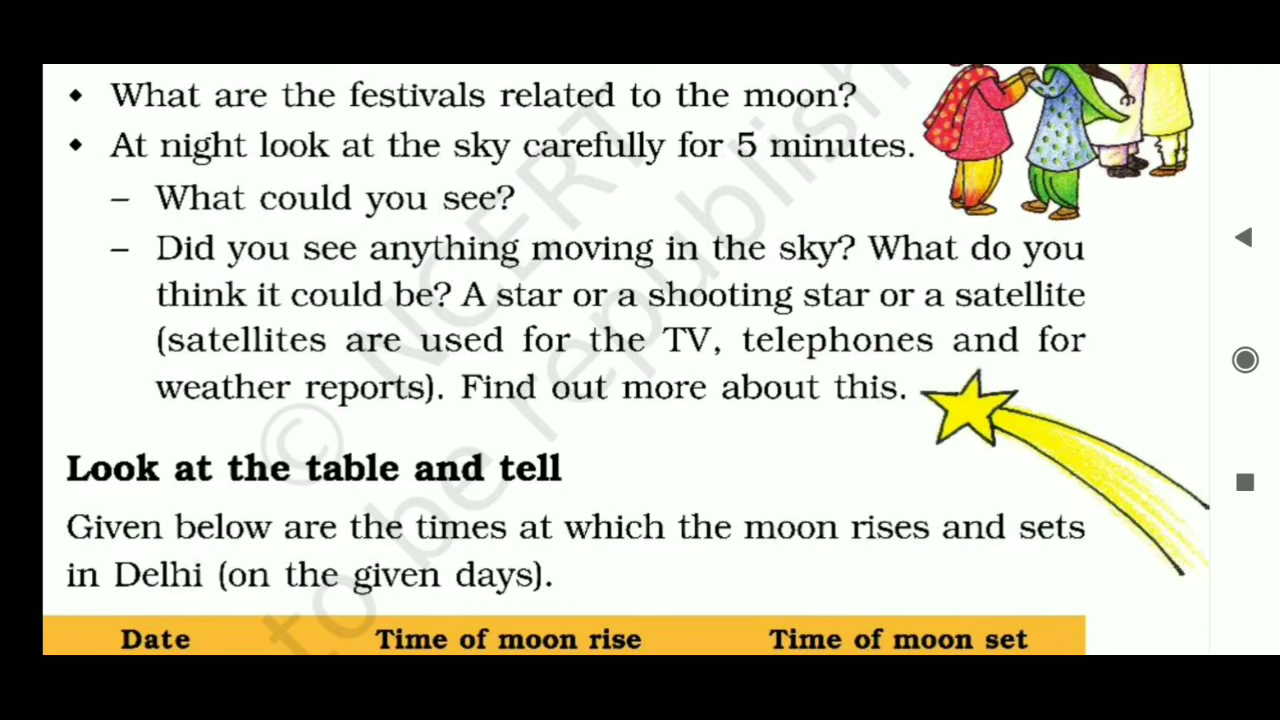 • What are the festivals related to the moon?
• At night look at the sky carefully for 5 minutes.
– What could you see?
– Did you see anything moving in the sky? What do you
think it could be? A star or a shooting star or a satellite
(satellites are used for the TV, telephones and for
weather reports). Find out more about this.
Look at the table and tell
Given below are the times at which the moon rises and sets
in Delhi (on the given days).
Date Time of moon rise Time of moon set
© NCERT
to be republish